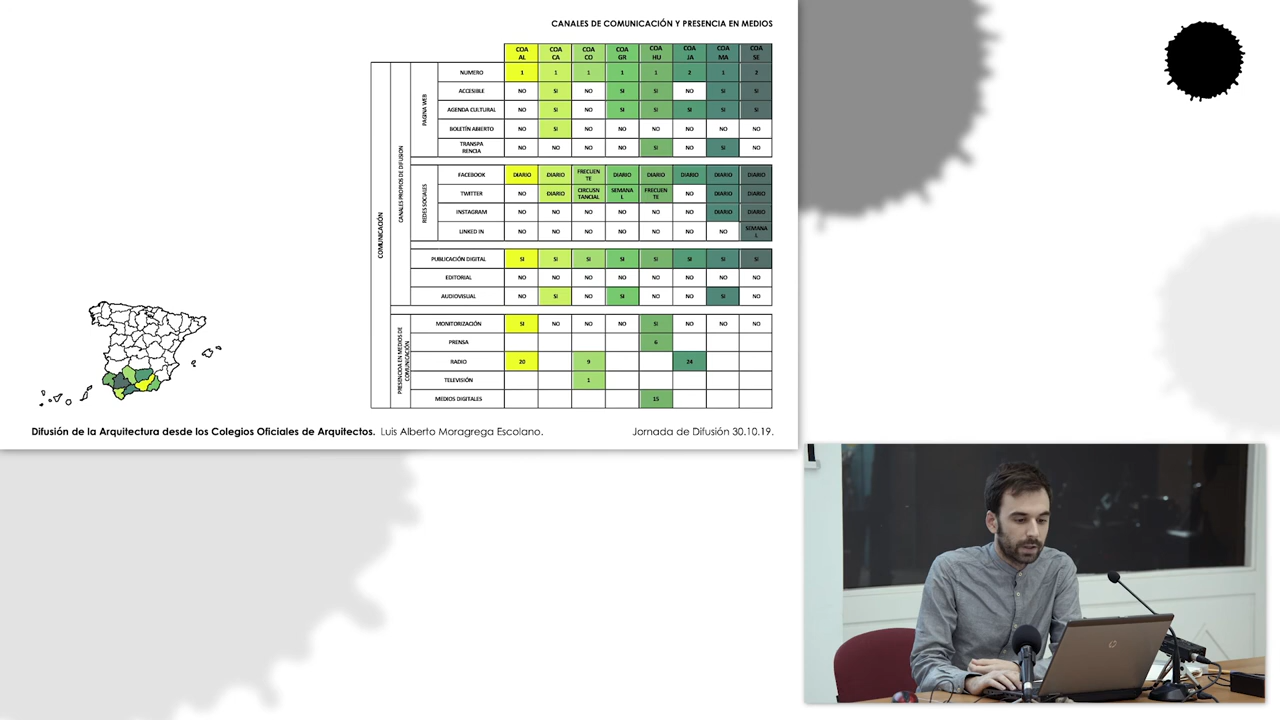 CANALES DE COMUNICACIÓN Y PRESENCIA EN MEDIOS
COA AL COA CA COA CO COA GR COA HU COA JA COA MA COA SE
COMUNICACIÓN
CANALES PROPIOS DE DIFUSION
PAGINA WEB
NUMERO 1 1 1 1 1 2 1 2
ACCESIBLE NO SI NO SI SI NO SI SI
AGENDA CULTURAL NO SI NO SI SI SI SI SI
BOLETÍN ABIERTO NO SI NO NO NO NO NO NO
TRANSPA RENCIA NO NO NO NO SI NO SI NO
REDES SOCIALES
FACEBOOK DIARIO DIARIO FRECUEN TE DIARIO DIARIO DIARIO DIARIO DIARIO
TWITTER NO DIARIO CIRCUSN TANCIAL SEMANA L FRECUEN TE NO DIARIO DIARIO
INSTAGRAM NO NO NO NO NO NO DIARIO DIARIO
LINKED IN NO NO NO NO NO NO NO SEMANA L
PUBLICACIÓN DIGITAL SI SI SI SI SI SI SI SI
EDITORIAL NO NO NO NO NO NO NO NO
AUDIOVISUAL NO SI NO SI NO NO SI NO
PRESENCIA EN MEDIOS DE COMUNICACIÓN
MONITORIZACIÓN SI NO NO NO SI NO NO NO
PRENSA 6
RADIO 20 9 24
TELEVISIÓN 1
MEDIOS DIGITALES 15
Difusión de la Arquitectura desde los Colegios Oficiales de Arquitectos. Luis Alberto Moragrega Escolano. Jornada de Difusión 30.10.19.